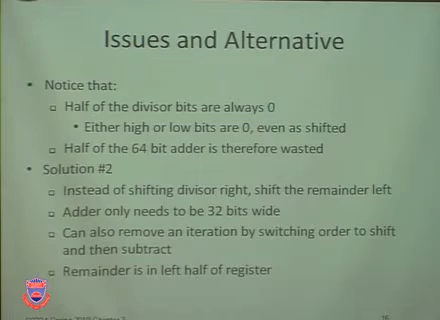 Issues and Alternative
• Notice that:
Half of the divisor bits are always 0
• Either high or low bits are 0, even as shifted
Half of the 64 bit adder is therefore wasted
• Solution #2
Instead of shifting divisor right, shift the remainder left
Adder only needs to be 32 bits wide
Can also remove an iteration by switching order to shift
and then subtract
Remainder is in left half of register